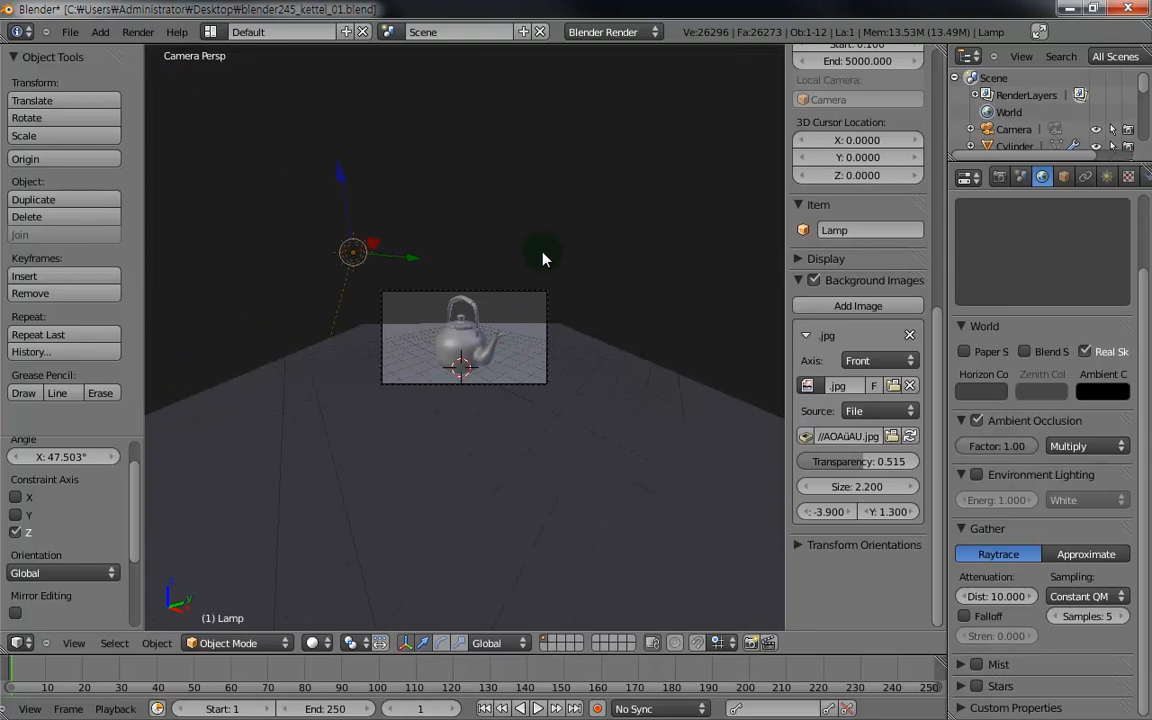 Blender* [C:₩Users₩Administrator₩Desktop₩blender245_kettel_01.blend]
File Add Render Help Default Scene Blender Render Ve:26296 | Fa:26273 | Ob:1-12 | La:1 | Mem:13.53M (13.49M) | Lamp
Object Tools
Transform:
Translate
Rotate
Scale
Origin
Object:
Duplicate
Delete
Join
Keyframes:
Insert
Remove
Repeat:
Repeat Last
History...
Grease Pencil:
Draw Line Erase
Angle
X: 47.503°
Constraint Axis
X
Y
Z
Orientation
Global
Mirror Editing
Camera Persp
(1) Lamp
Start: 0.100
End: 5000.000
Local Camera:
Camera
3D Cursor Location:
X: 0.0000
Y: 0.0000
Z: 0.0000
Item
Lamp
Display
Background Images
Add Image
.jpg
Axis: Front
.jpg F
Source: File
//AOAüAU.jpg
Transparency: 0.515
Size: 2.200
: -3.900 Y: 1.300
Transform Orientations
View Search All Scenes
Scene
RenderLayers
World
Camera
Cylinder
World
Paper S Blend S Real Sk
Horizon Co Zenith Col Ambient C
Ambient Occlusion
Factor: 1.00 Multiply
Environment Lighting
Energ: 1.000 White
Gather
Raytrace Approximate
Attenuation: Sampling:
Dist: 10.000 Constant QM
Falloff Samples: 5
Stren: 0.000
Mist
Stars
Custom Properties
View Select Object Object Mode Global
0 10 20 30 40 50 60 70 80 90 100 110 120 130 140 150 160 170 180 190 200 210 220 230 240 250
View Frame Playback Start: 1 End: 250 1 No Sync